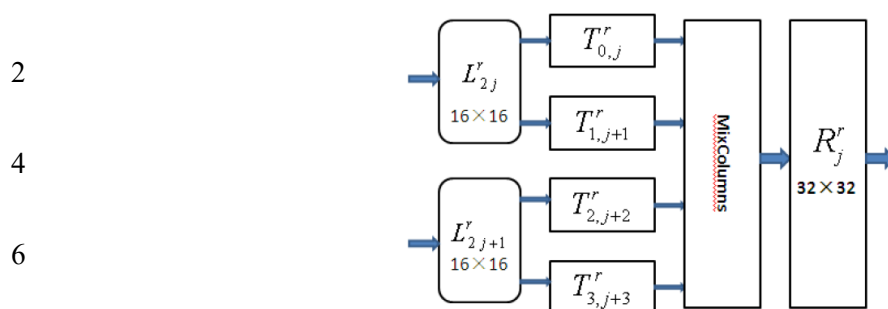 2
4
6
L^r_{2j}
16×16
T^r_{0,j}
T^r_{1,j+1}
L^r_{2j+1}
16×16
T^r_{2,j+2}
T^r_{3,j+3}
MixColumns
R^r_j
32×32